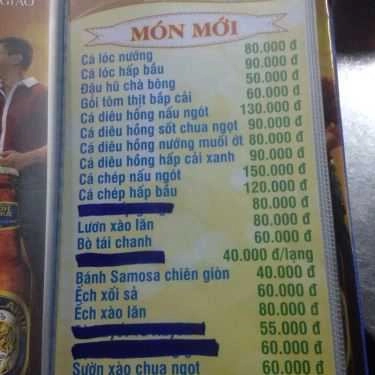 MÓN MỚI
Cá lóc nướng 80.000 đ
Cá lóc hấp bầu 90.000 đ
Đậu hũ chà bông 50.000 đ
Gỏi tôm thịt bắp cải 60.000 đ
Cá diêu hồng nấu ngót 130.000 đ
Cá diêu hồng sốt chua ngọt 90.000 đ
Cá diêu hồng nướng muối ớt 80.000 đ
Cá diêu hồng hấp cải xanh 90.000 đ
Cá chép nấu ngót 150.000 đ
Cá chép hấp bầu 120.000 đ
80.000 đ
Lươn xào lăn 80.000 đ
Bò tái chanh 60.000 đ
40.000 đ/lạng
Bánh Samosa chiên giòn 40.000 đ
Ếch xối sả 60.000 đ
Ếch xào lăn 80.000 đ
55.000 đ
60.000 đ
Sườn xào chua ngọt 60.000 đ